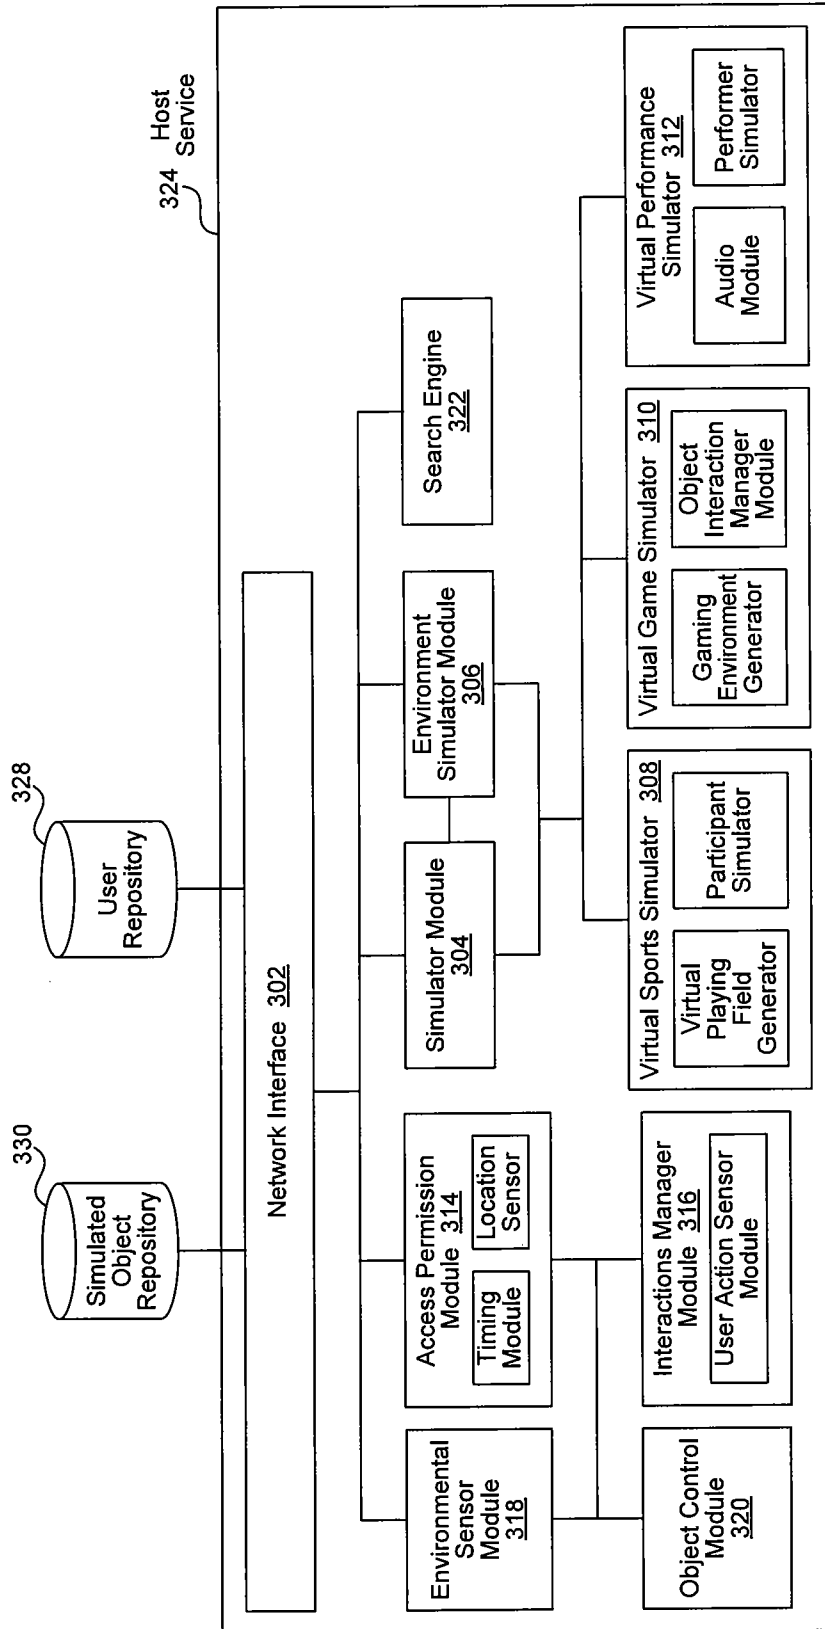 330
328
Simulated
Object
Repository
User
Repository
324
Host
Service
Network Interface 302
Environmental
Sensor
Module
318
Access Permission
Module 314
Timing
Module
Location
Sensor
Simulator Module
304
Environment
Simulator Module
306
Search Engine
322
Object Control
Module
320
Interactions Manager
Module 316
User Action Sensor
Module
Virtual Sports Simulator 308
Virtual
Playing
Field
Generator
Participant
Simulator
Virtual Game Simulator 310
Gaming
Environment
Generator
Object
Interaction
Manager
Module
Virtual Performance
Simulator 312
Audio
Module
Performer
Simulator